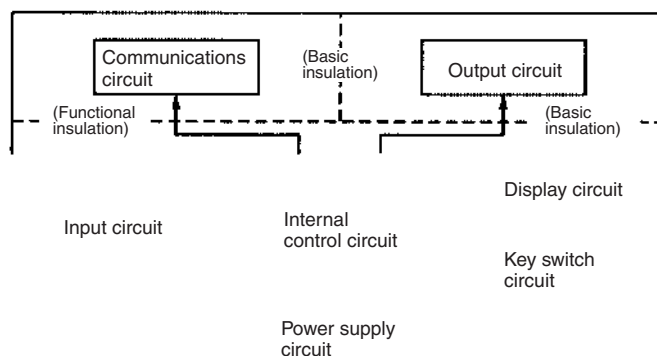 Communications
circuit
(Basic
insulation)
Output circuit
(Functional
insulation)
(Basic
insulation)
Display circuit
Input circuit
Internal
control circuit
Key switch
circuit
Power supply
circuit